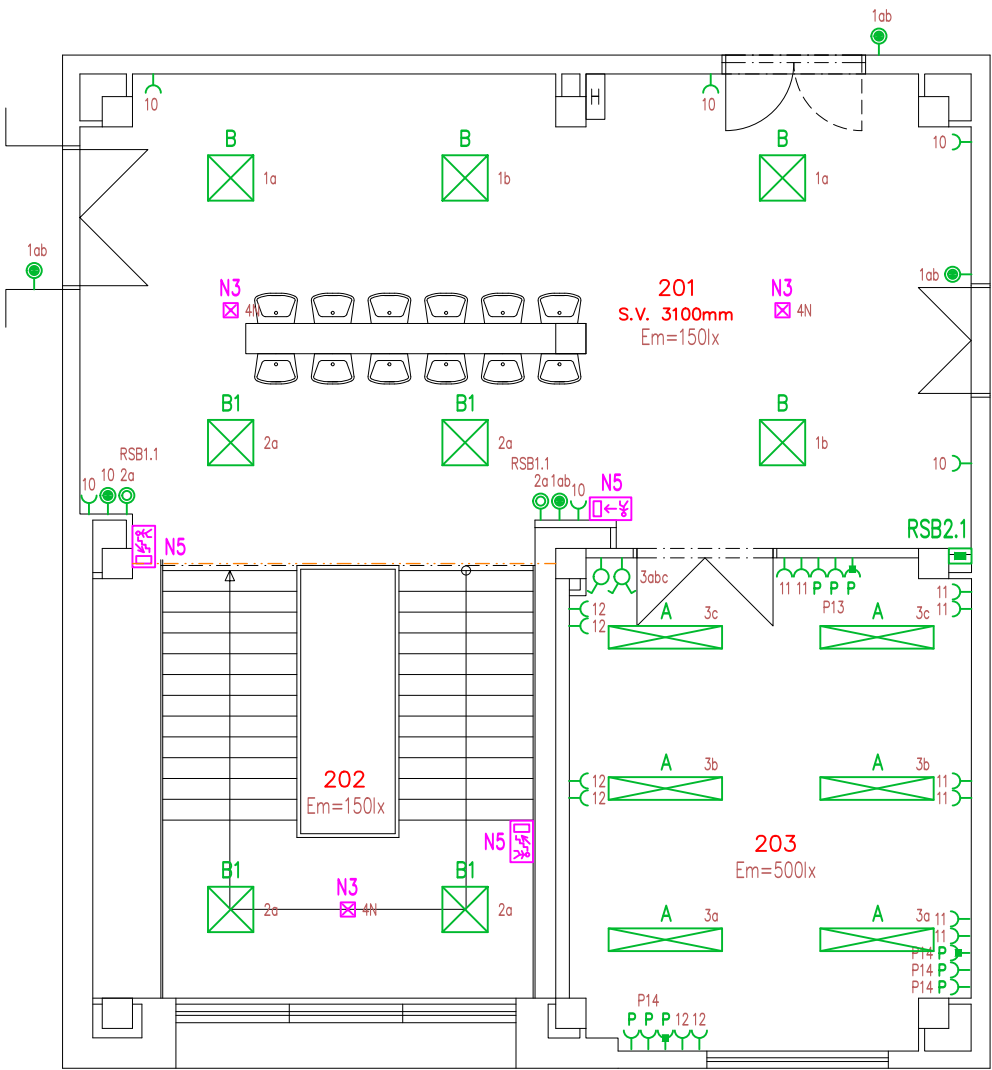 1ab
10
H
10
B
B
B
10
1a
1b
1a
1ab
N3
201
N3
1ab
4N
S.V. 3100mm
4N
Em=150lx
B1
B1
B
2a
2a
1b
RSB1.1
RSB1.1
10
10
10 2a
2a 1ab 10
N5
N5
RSB2.1
3abc
11 11 P P P
11
12
P13
11
12
A
3c
A
3c
202
A
3b
A
3b
12
11
12
11
Em=150lx
N5
203
Em=500lx
B1
N3
B1
2a
4N
2a
A
3a
A
3a
11
11
P14 P
P14 P
P14 P
P14
P P P 12 12